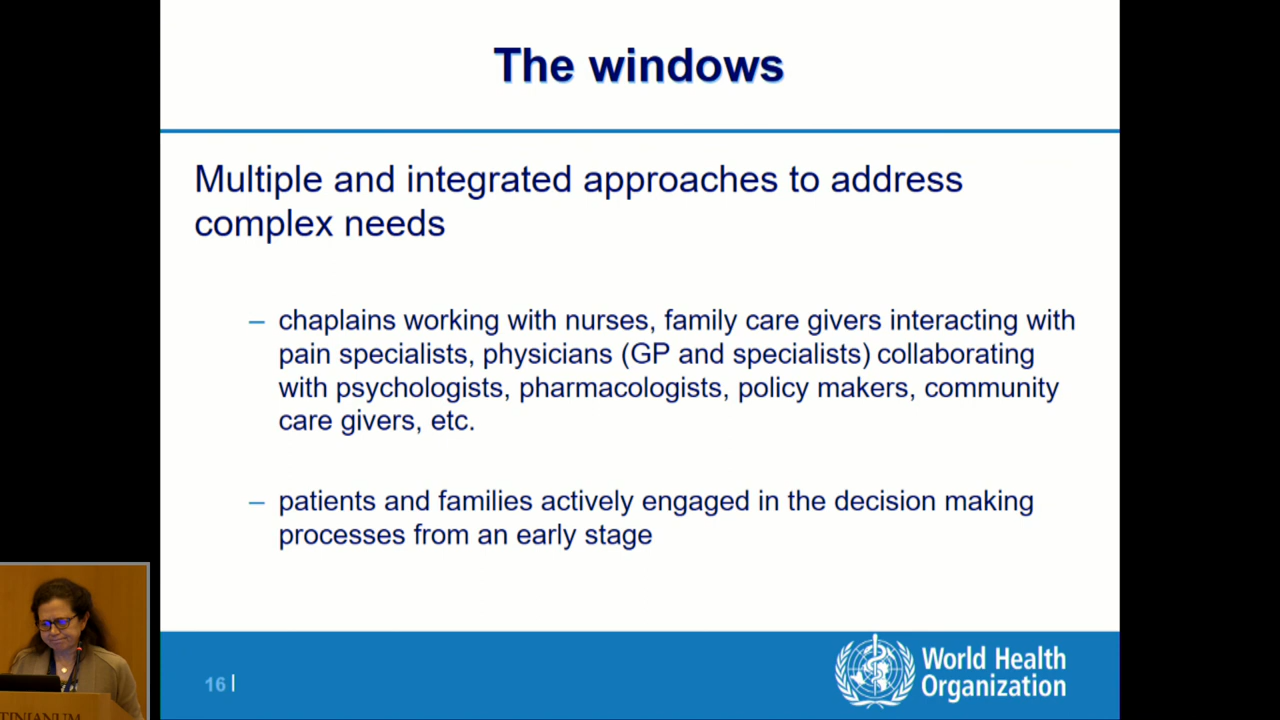 The windows
Multiple and integrated approaches to address
complex needs
– chaplains working with nurses, family care givers interacting with
pain specialists, physicians (GP and specialists) collaborating
with psychologists, pharmacologists, policy makers, community
care givers, etc.
– patients and families actively engaged in the decision making
processes from an early stage
16 |
World Health
Organization
TINIANUM